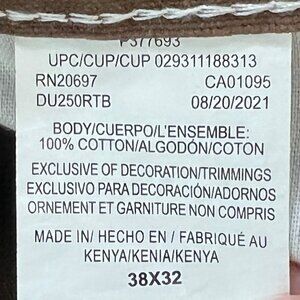 P377693
UPC/CUP/CUP 029311188313
RN20697 CA01095
DU250RTB 08/20/2021
BODY/CUERPO/L'ENSEMBLE:
100% COTTON/ALGODÓN/COTON
EXCLUSIVE OF DECORATION/TRIMMINGS
EXCLUSIVO PARA DECORACIÓN/ADORNOS
ORNEMENT ET GARNITURE NON COMPRIS
MADE IN/ HECHO EN / FABRIQUÉ AU
KENYA/KENIA/KENYA
38X32